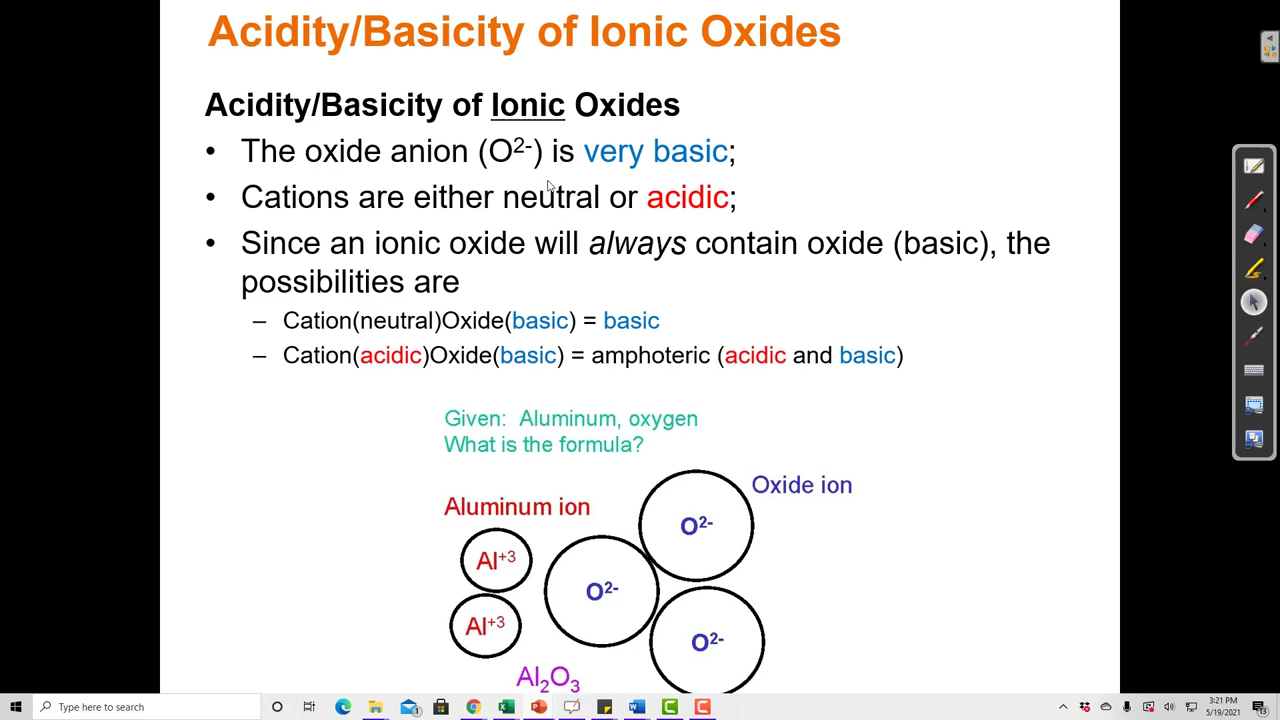 Acidity/Basicity of Ionic Oxides
Acidity/Basicity of Ionic Oxides
• The oxide anion (O²⁻) is very basic;
• Cations are either neutral or acidic;
• Since an ionic oxide will always contain oxide (basic), the
possibilities are
– Cation(neutral)Oxide(basic) = basic
– Cation(acidic)Oxide(basic) = amphoteric (acidic and basic)
Given: Aluminum, oxygen
What is the formula?
Oxide ion
Aluminum ion
O²⁻
Al⁺³
O²⁻
Al⁺³
O²⁻
Al₂O₃
Type here to search
3:21 PM
5/19/2021
13